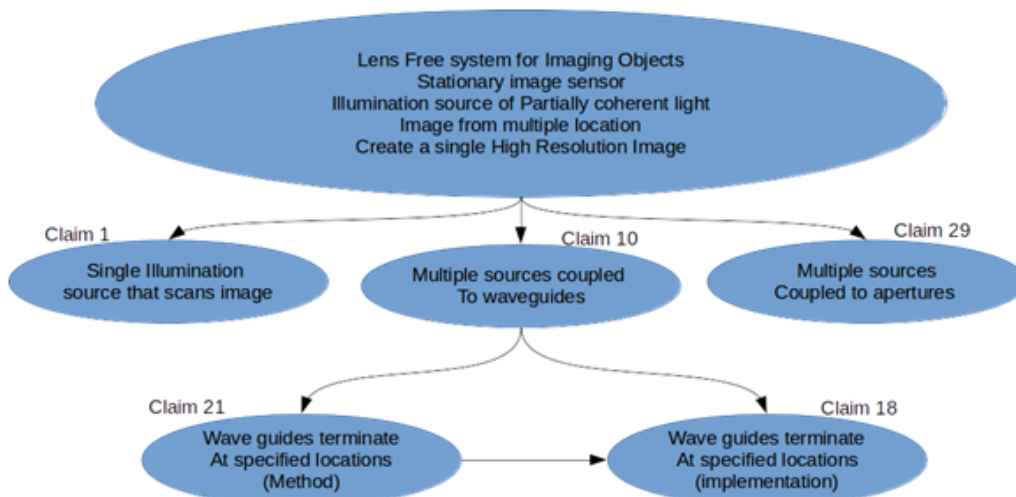 Lens Free system for Imaging Objects
Stationary image sensor
Illumination source of Partially coherent light
Image from multiple location
Create a single High Resolution Image
Claim 1
Single Illumination
source that scans image
Claim 10
Multiple sources coupled
To waveguides
Claim 29
Multiple sources
Coupled to apertures
Claim 21
Wave guides terminate
At specified locations
(Method)
Claim 18
Wave guides terminate
At specified locations
(implementation)